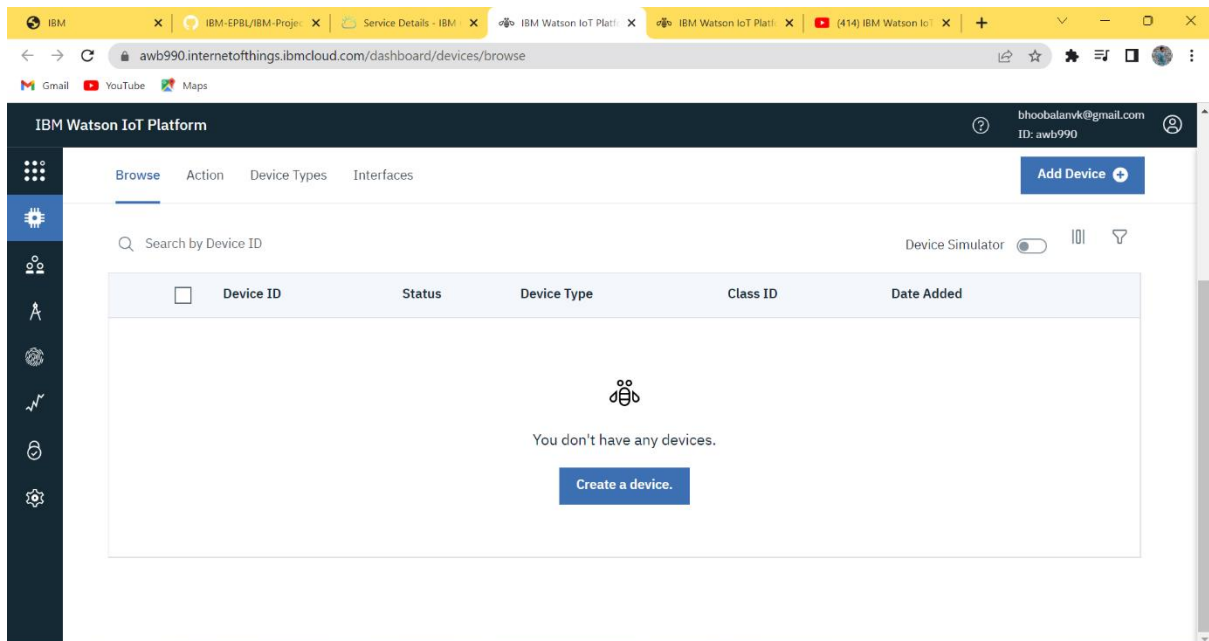 IBM
IBM-EPBL/IBM-Projec
Service Details - IBM
IBM Watson IoT Platf
IBM Watson IoT Platf
(414) IBM Watson Io
awb990.internetofthings.ibmcloud.com/dashboard/devices/browse
Gmail YouTube Maps
IBM Watson IoT Platform
bhoobalanvk@gmail.com
ID: awb990
Browse Action Device Types Interfaces
Add Device
Search by Device ID
Device Simulator
Device ID Status Device Type Class ID Date Added
You don't have any devices.
Create a device.